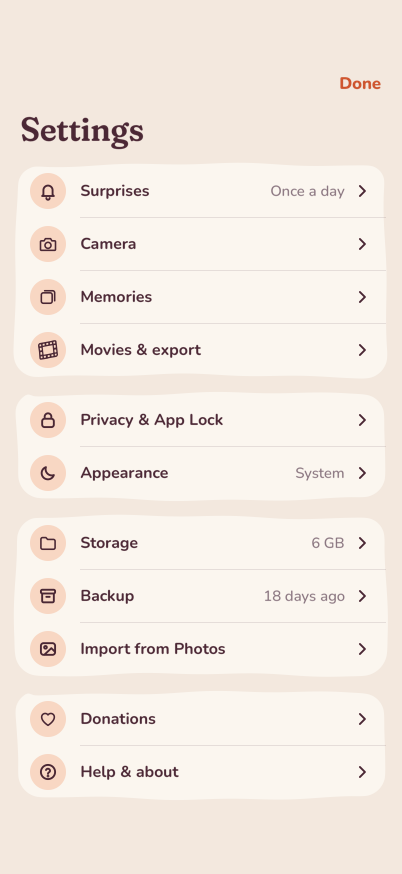 Done
Settings
Surprises Once a day
Camera
Memories
Movies & export
Privacy & App Lock
Appearance System
Storage 6 GB
Backup 18 days ago
Import from Photos
Donations
Help & about